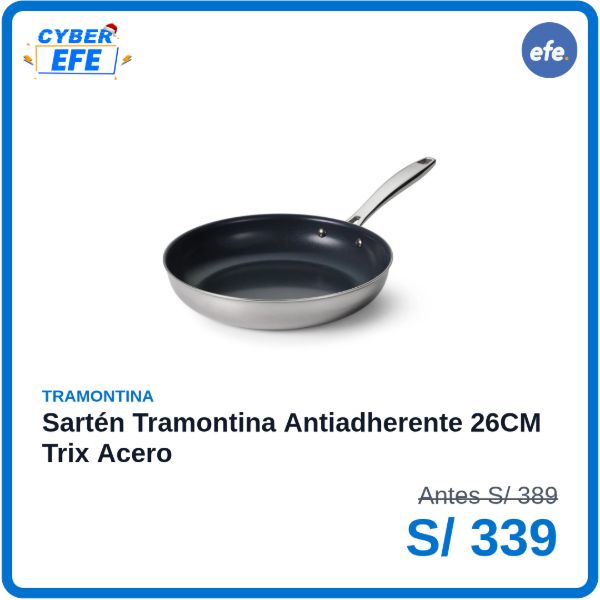 CYBER
EFE
efe.
TRAMONTINA
Sartén Tramontina Antiadherente 26CM
Trix Acero
Antes S/ 389
S/ 339